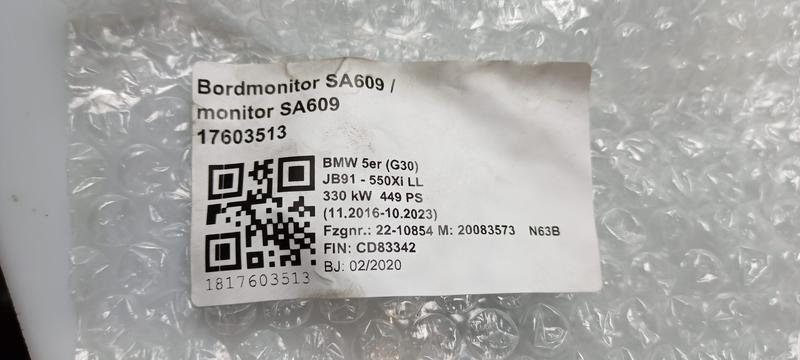 Bordmonitor SA609 /
monitor SA609
17603513
BMW 5er (G30)
JB91 - 550Xi LL
330 kW 449 PS
(11.2016-10.2023)
Fzgnr.: 22-10854 M: 20083573 N63B
FIN: CD83342
BJ: 02/2020
1817603513